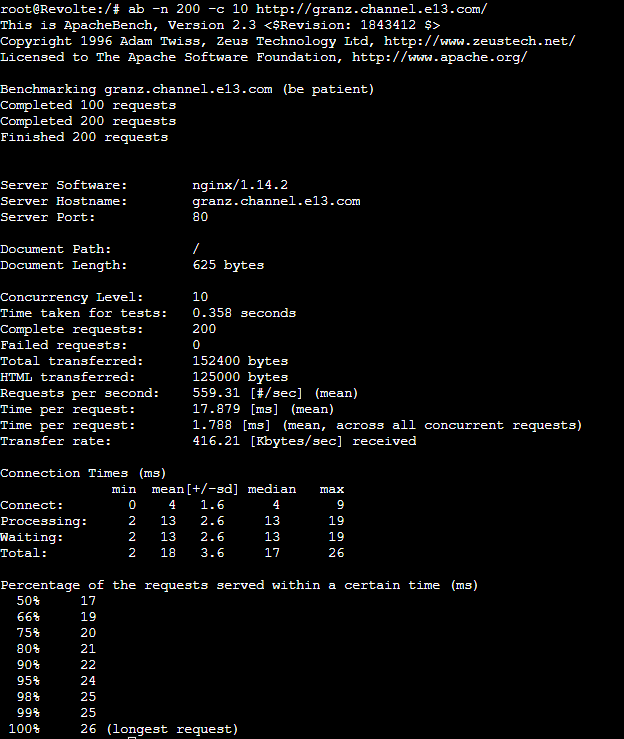 root@Revolte:/# ab -n 200 -c 10 http://granz.channel.e13.com/
This is ApacheBench, Version 2.3 <$Revision: 1843412 $>
Copyright 1996 Adam Twiss, Zeus Technology Ltd, http://www.zeustech.net/
Licensed to The Apache Software Foundation, http://www.apache.org/

Benchmarking granz.channel.e13.com (be patient)
Completed 100 requests
Completed 200 requests
Finished 200 requests


Server Software:        nginx/1.14.2
Server Hostname:        granz.channel.e13.com
Server Port:            80

Document Path:          /
Document Length:        625 bytes

Concurrency Level:      10
Time taken for tests:   0.358 seconds
Complete requests:      200
Failed requests:        0
Total transferred:      152400 bytes
HTML transferred:       125000 bytes
Requests per second:    559.31 [#/sec] (mean)
Time per request:       17.879 [ms] (mean)
Time per request:       1.788 [ms] (mean, across all concurrent requests)
Transfer rate:          416.21 [Kbytes/sec] received

Connection Times (ms)
              min  mean[+/-sd] median   max
Connect:        0    4   1.6      4       9
Processing:     2   13   2.6     13      19
Waiting:        2   13   2.6     13      19
Total:          2   18   3.6     17      26

Percentage of the requests served within a certain time (ms)
  50%     17
  66%     19
  75%     20
  80%     21
  90%     22
  95%     24
  98%     25
  99%     25
 100%     26 (longest request)